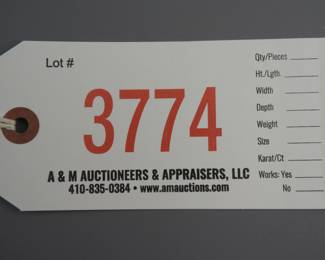 Lot #
3774
A & M AUCTIONEERS & APPRAISERS, LLC
410-835-0384 • www.amauctions.com
Qty/Pieces
Ht./Lgth.
Width
Depth
Weight
Size
Karat/Ct
Works: Yes
No